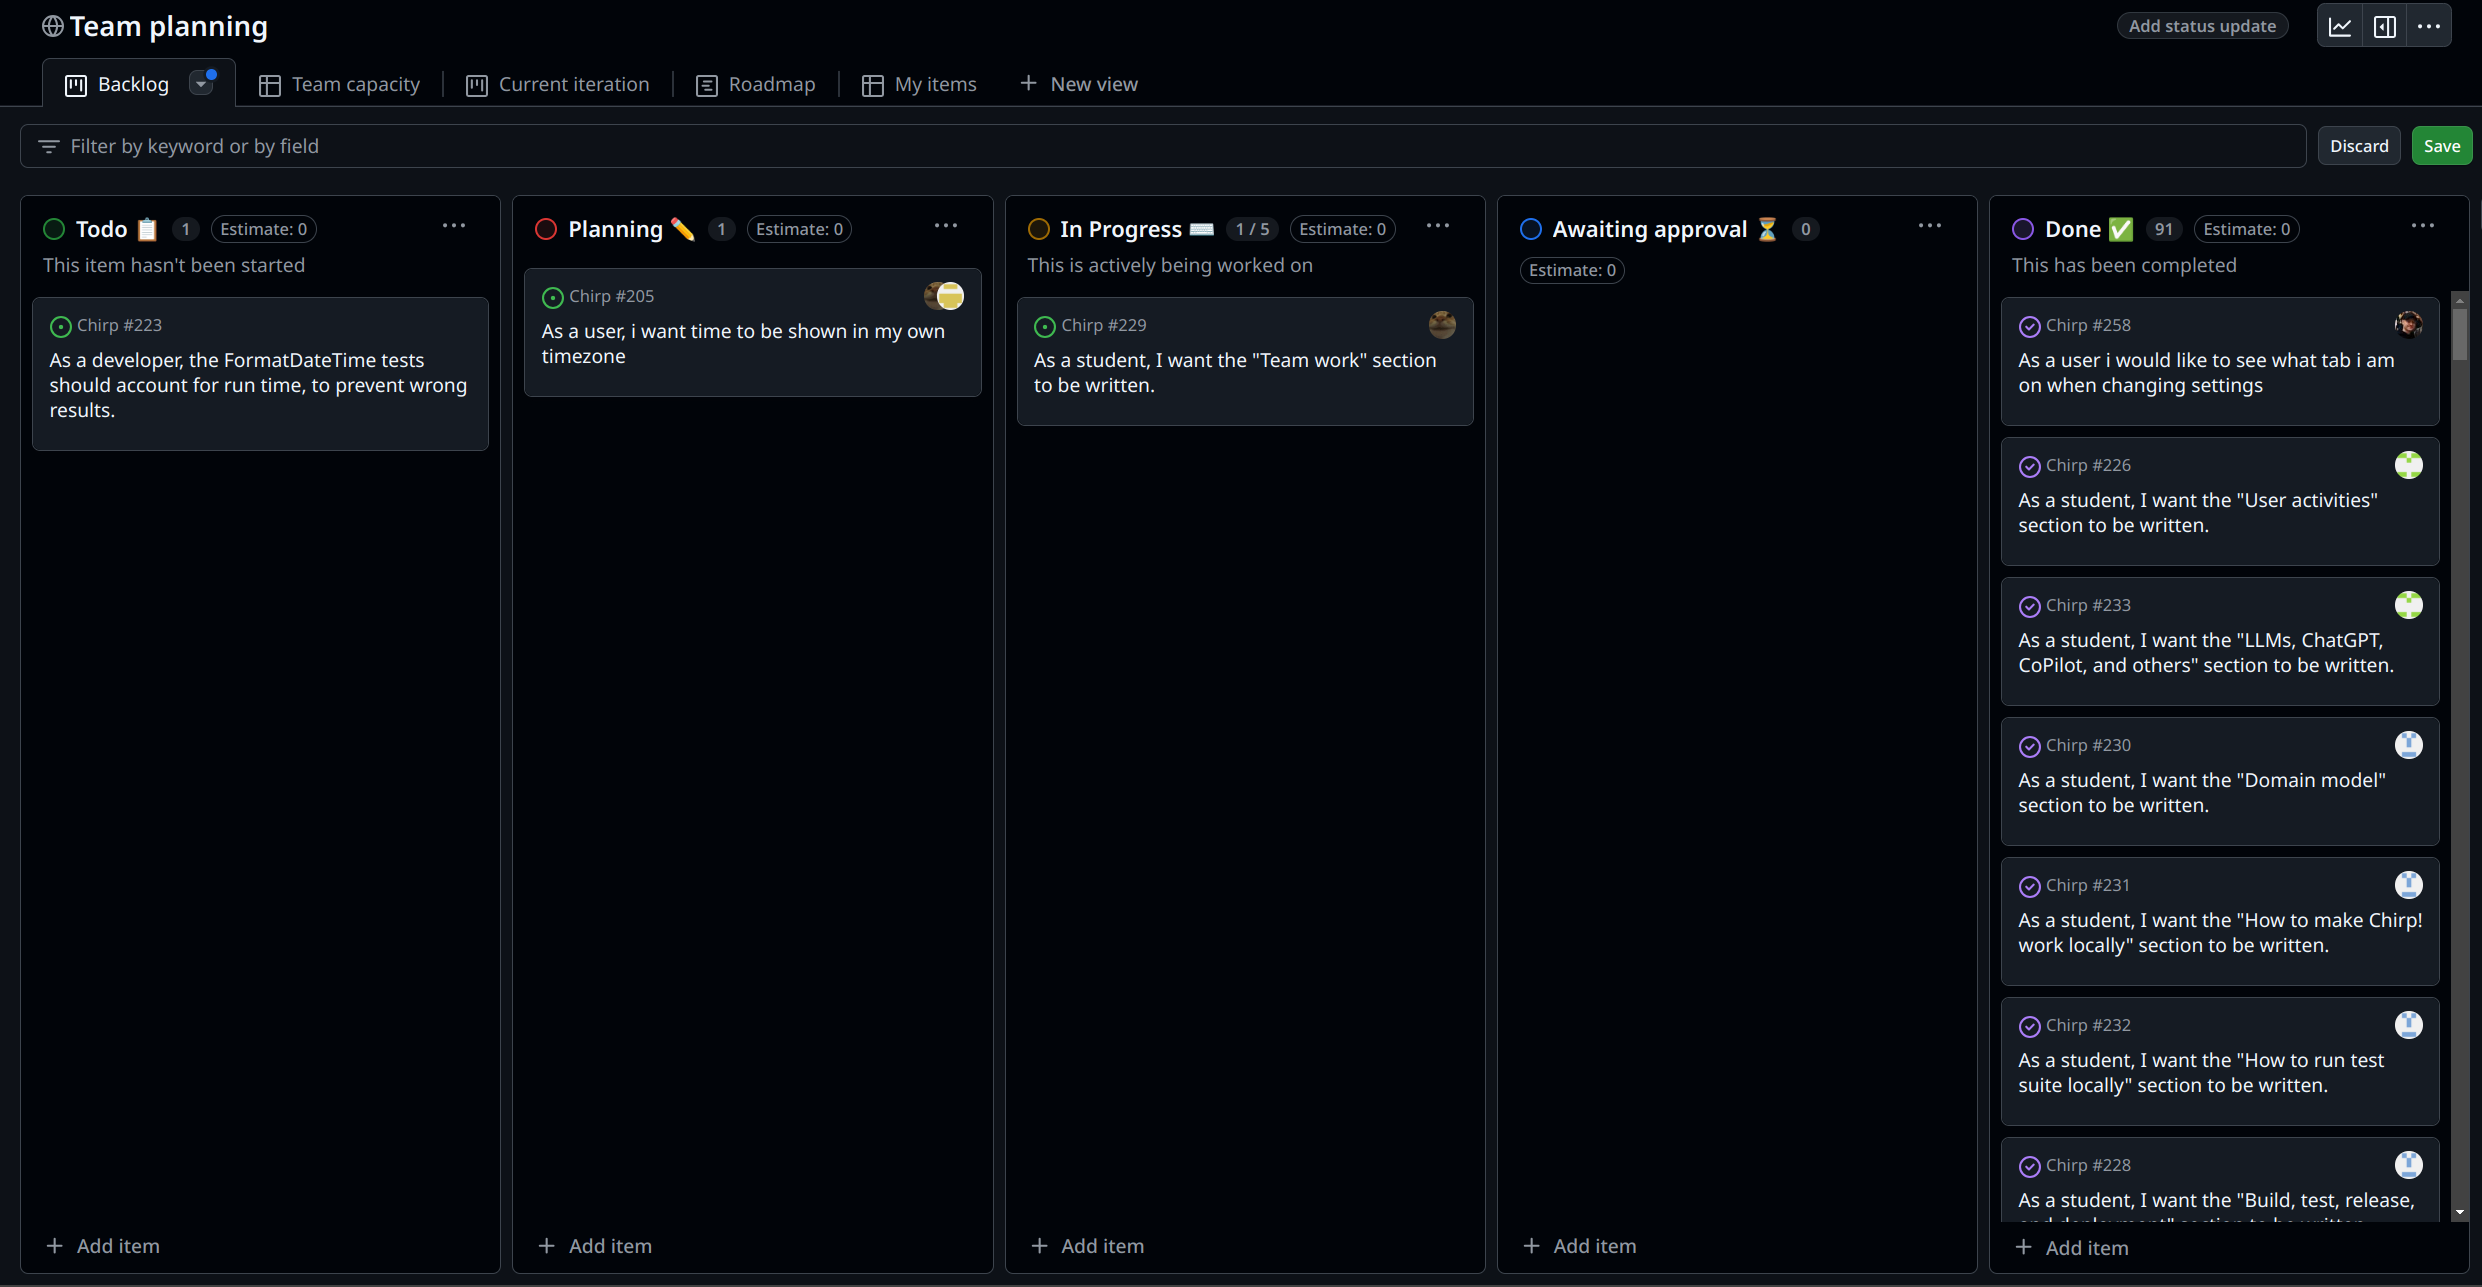 Team planning
Add status update
Backlog
Team capacity
Current iteration
Roadmap
My items
New view
Filter by keyword or by field
Discard
Save
Todo 📋 1 Estimate: 0
This item hasn't been started
Chirp #223
As a developer, the FormatDateTime tests
should account for run time, to prevent wrong
results.
Add item
Planning ✏️ 1 Estimate: 0
Chirp #205
As a user, i want time to be shown in my own
timezone
Add item
In Progress ⌨️ 1 / 5 Estimate: 0
This is actively being worked on
Chirp #229
As a student, I want the "Team work" section
to be written.
Add item
Awaiting approval ⏳ 0
Estimate: 0
Add item
Done ✅ 91 Estimate: 0
This has been completed
Chirp #258
As a user i would like to see what tab i am
on when changing settings
Chirp #226
As a student, I want the "User activities"
section to be written.
Chirp #233
As a student, I want the "LLMs, ChatGPT,
CoPilot, and others" section to be written.
Chirp #230
As a student, I want the "Domain model"
section to be written.
Chirp #231
As a student, I want the "How to make Chirp!
work locally" section to be written.
Chirp #232
As a student, I want the "How to run test
suite locally" section to be written.
Chirp #228
As a student, I want the "Build, test, release,
and deployment" section to be written.
Add item